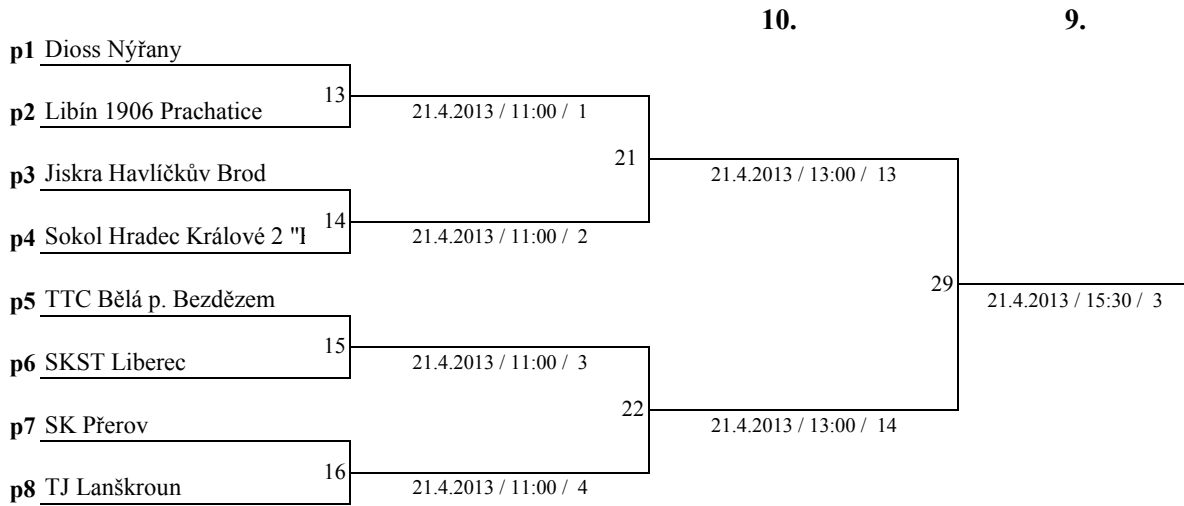 10. 9.
p1 Dioss Nýřany
13
p2 Libín 1906 Prachatice
21.4.2013 / 11:00 / 1
21
p3 Jiskra Havlíčkův Brod
21.4.2013 / 13:00 / 13
14
p4 Sokol Hradec Králové 2 "I
21.4.2013 / 11:00 / 2
29
p5 TTC Bělá p. Bezdězem
21.4.2013 / 15:30 / 3
15
p6 SKST Liberec
21.4.2013 / 11:00 / 3
22
p7 SK Přerov
21.4.2013 / 13:00 / 14
16
p8 TJ Lanškroun
21.4.2013 / 11:00 / 4